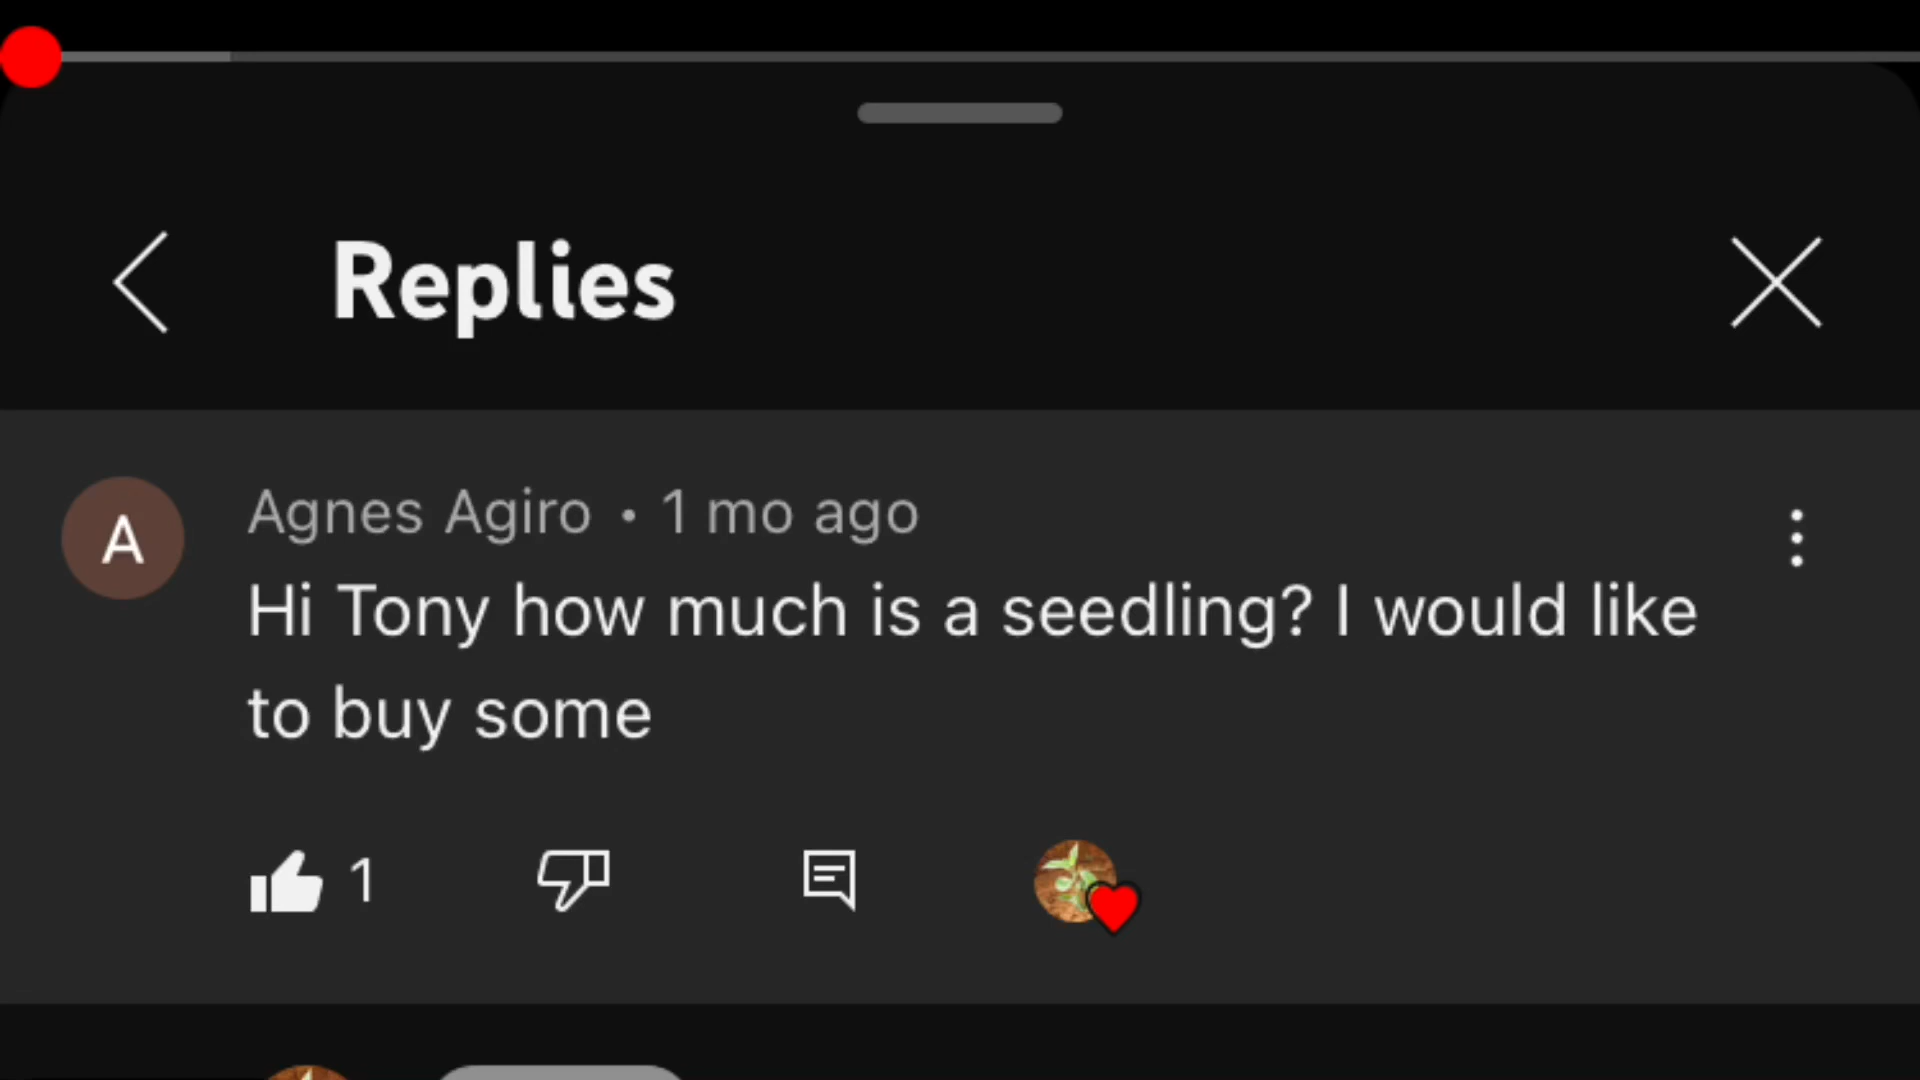 Replies
A
Agnes Agiro • 1 mo ago
Hi Tony how much is a seedling? I would like
to buy some
1